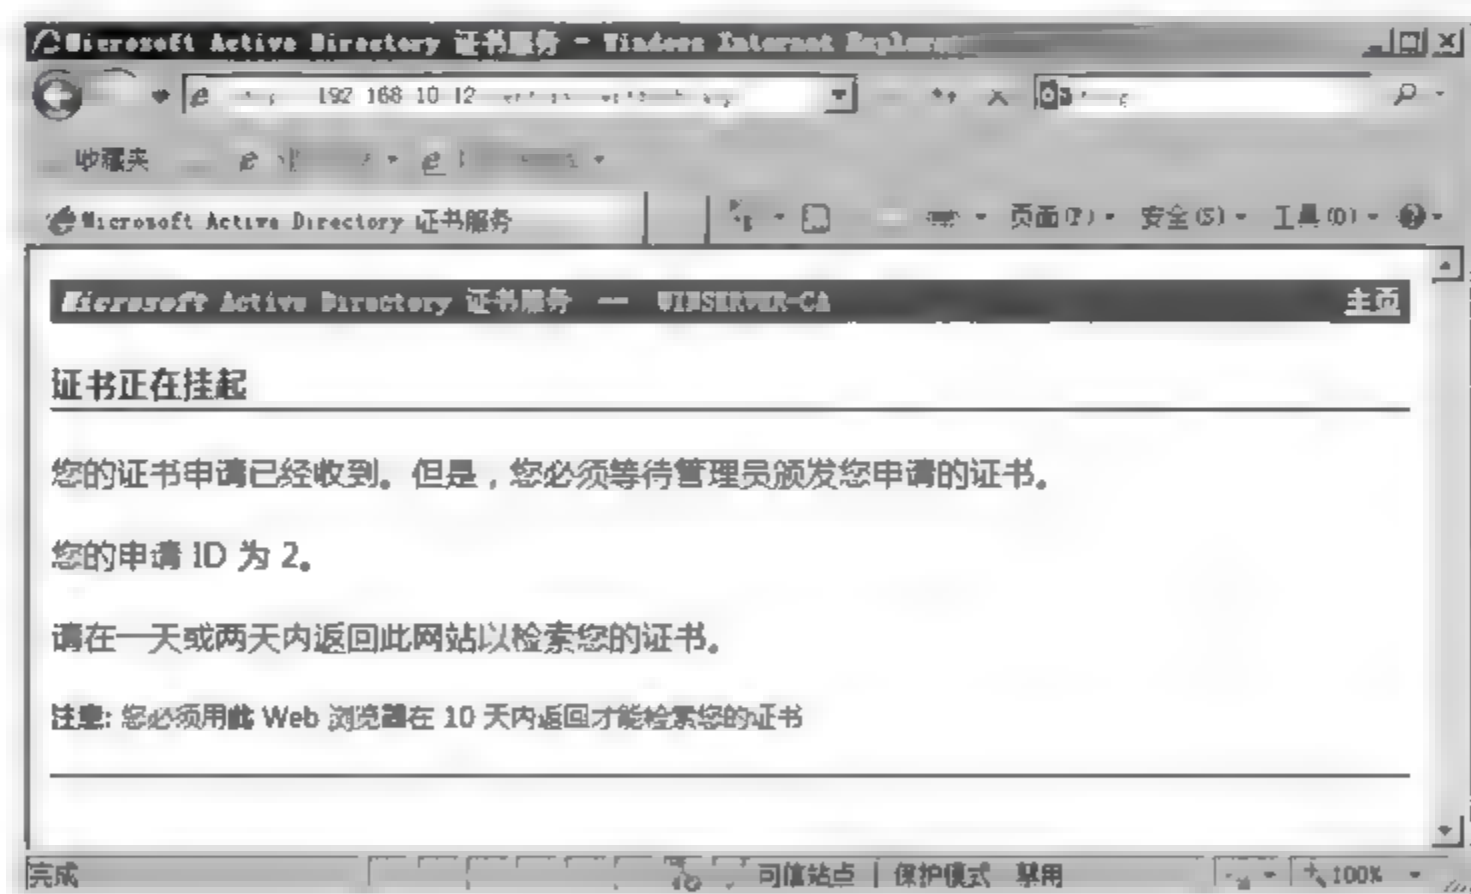 Microsoft Active Directory 证书服务 - Windows Internet Explorer
192 168 10 12
收藏夹
Microsoft Active Directory 证书服务
页面(P) 安全(S) 工具(O)
Microsoft Active Directory 证书服务 -- WINSERVER-CA 主页
证书正在挂起
您的证书申请已经收到。但是，您必须等待管理员颁发您申请的证书。
您的申请 ID 为 2。
请在一天或两天内返回此网站以检索您的证书。
注意: 您必须用此 Web 浏览器在 10 天内返回才能检索您的证书
完成 可信站点 | 保护模式 禁用 100%